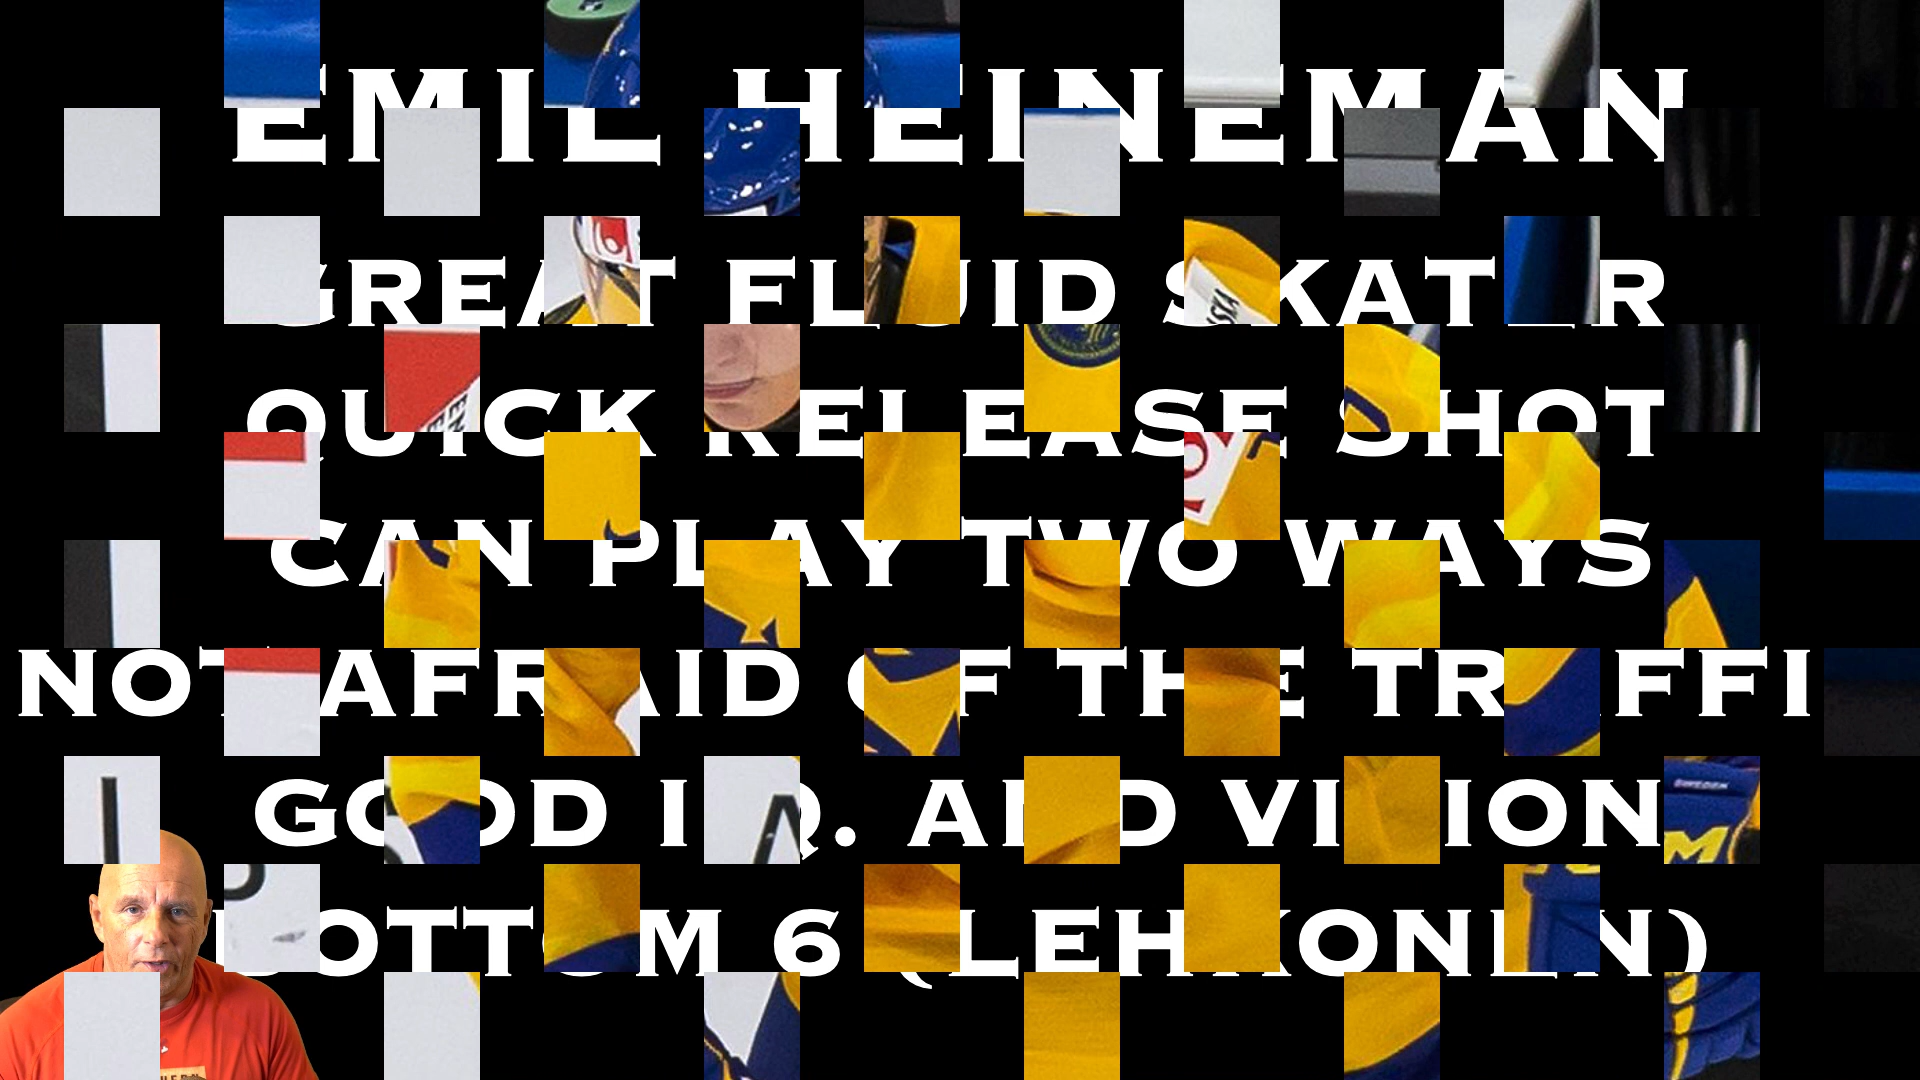 EMIL HEINEMAN
GREAT FLUID SKATER
QUICK RELEASE SHOT
CAN PLAY TWO WAYS
NOT AFRAID OF THE TRAFFI
GOOD I.Q. AND VISION
BOTTOM 6 (LEHKONEN)
SWEDEN